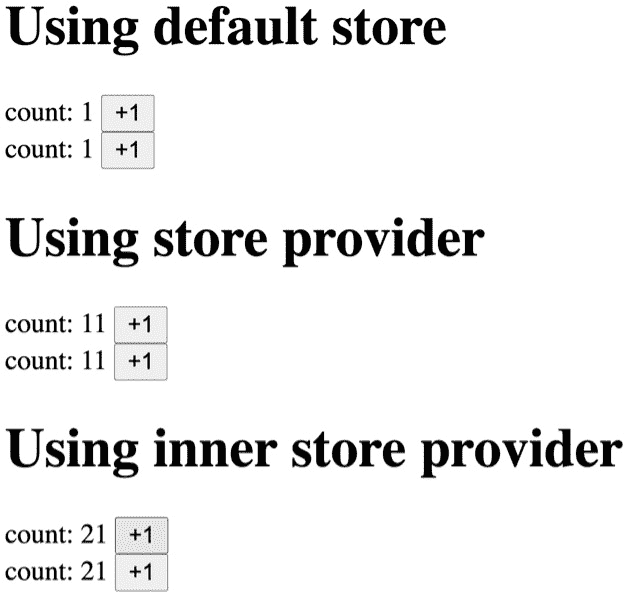 Using default store
count: 1 +1
count: 1 +1
Using store provider
count: 11 +1
count: 11 +1
Using inner store provider
count: 21 +1
count: 21 +1